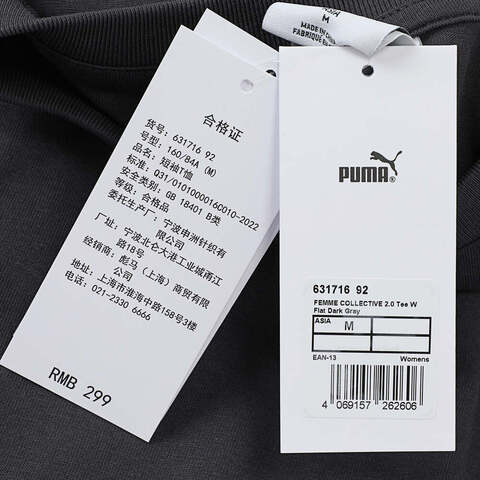 M
MADE IN CHINA
合格证
货号: 631716 92
号型: 160/84A (M)
品名: 短袖T恤
标准: Q31/0101000016C010-2022
安全类别: GB 18401 B类
等级: 合格品
委托生产厂: 宁波申洲针织有
限公司
厂址: 宁波北仑大港工业城甬江
路18号
经销商: 彪马（上海）商贸有限
公司
地址: 上海市淮海中路158号3楼
电话: 021-2330 6666
RMB 299
PUMA®
631716 92
FEMME COLLECTIVE 2.0 Tee W
Flat Dark Gray
ASIA
M
EAN-13 Womens
4 069157 262606